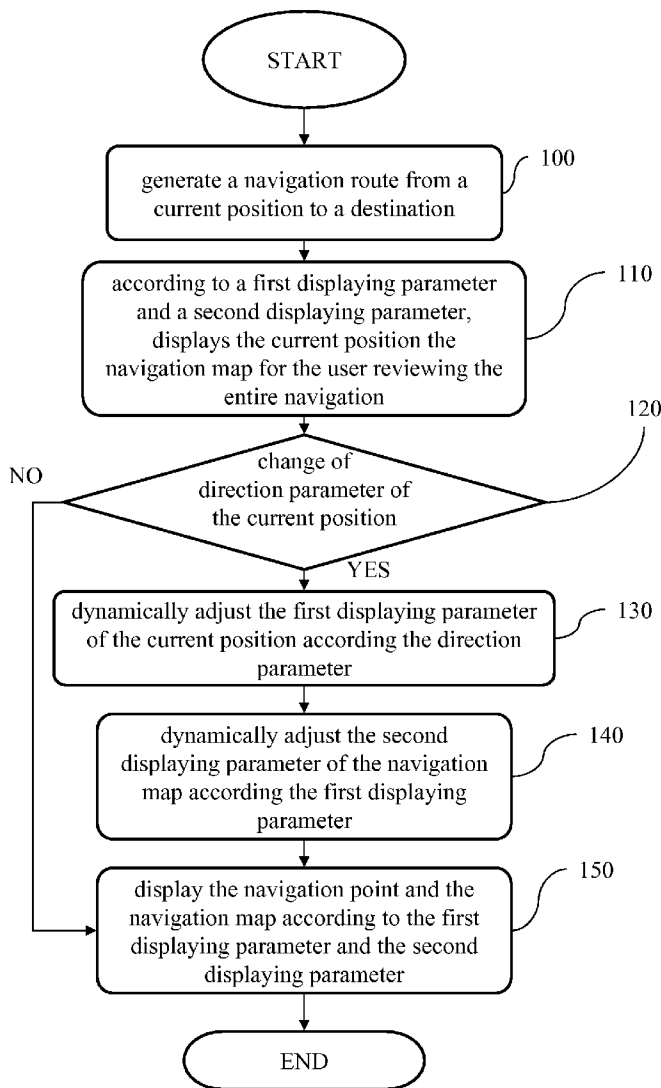 START
generate a navigation route from a
current position to a destination
100
according to a first displaying parameter
and a second displaying parameter,
displays the current position the
navigation map for the user reviewing the
entire navigation
110
change of
direction parameter of
the current position
120
NO
YES
dynamically adjust the first displaying parameter
of the current position according the direction
parameter
130
dynamically adjust the second
displaying parameter of the navigation
map according the first displaying
parameter
140
display the navigation point and the
navigation map according to the first
displaying parameter and the second
displaying parameter
150
END